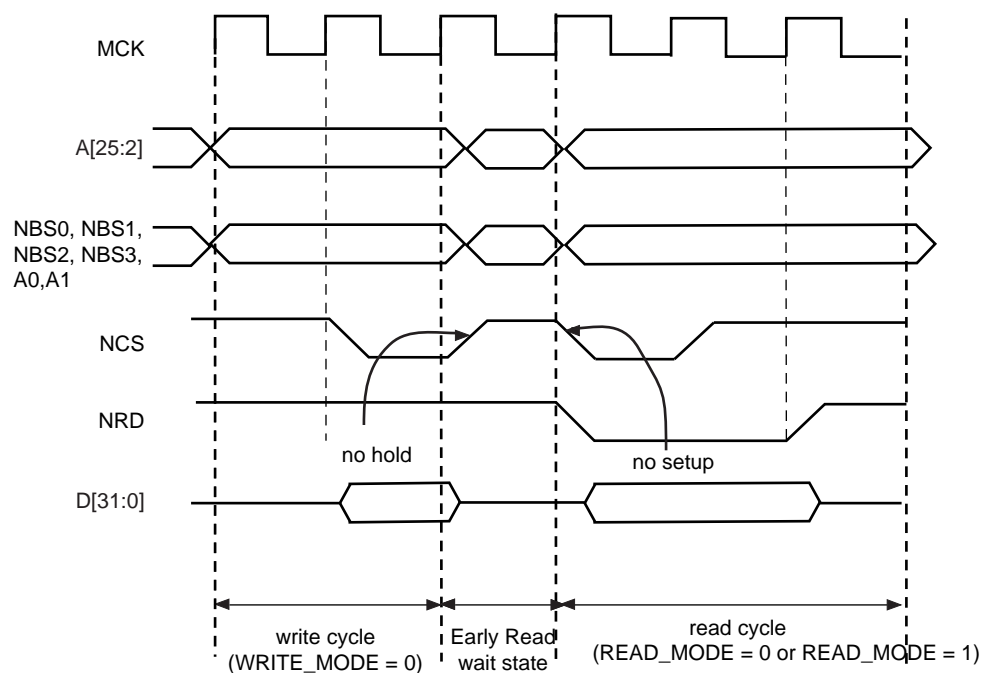 MCK
A[25:2]
NBS0, NBS1,
NBS2, NBS3,
A0,A1
NCS
NRD
no hold
no setup
D[31:0]
write cycle
(WRITE_MODE = 0)
Early Read
wait state
read cycle
(READ_MODE = 0 or READ_MODE = 1)